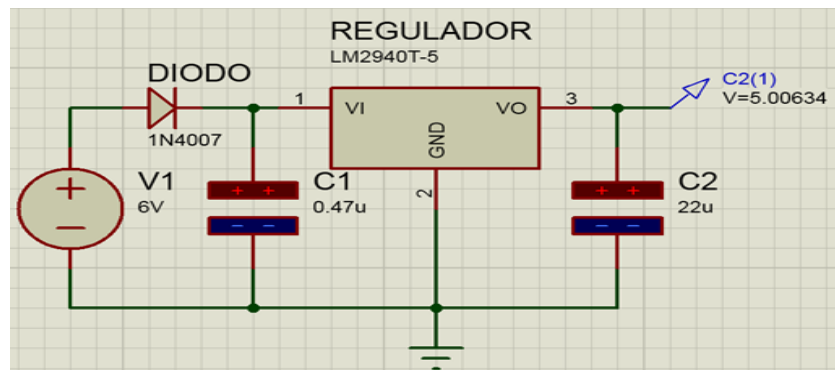 REGULADOR
LM2940T-5
DIODO
1N4007
1
VI
VO
3
GND
2
C2(1)
V=5.00634
V1
6V
C1
0.47u
C2
22u